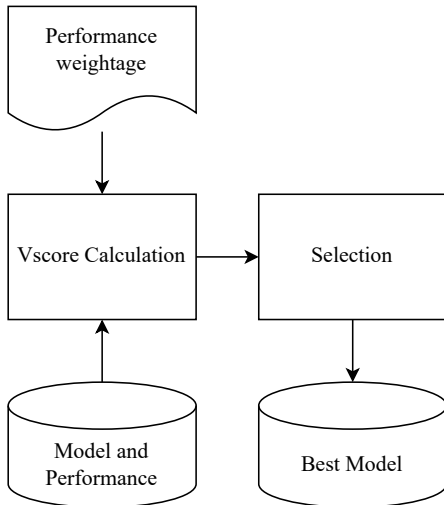 Performance
weightage
Vscore Calculation
Selection
Model and
Performance
Best Model